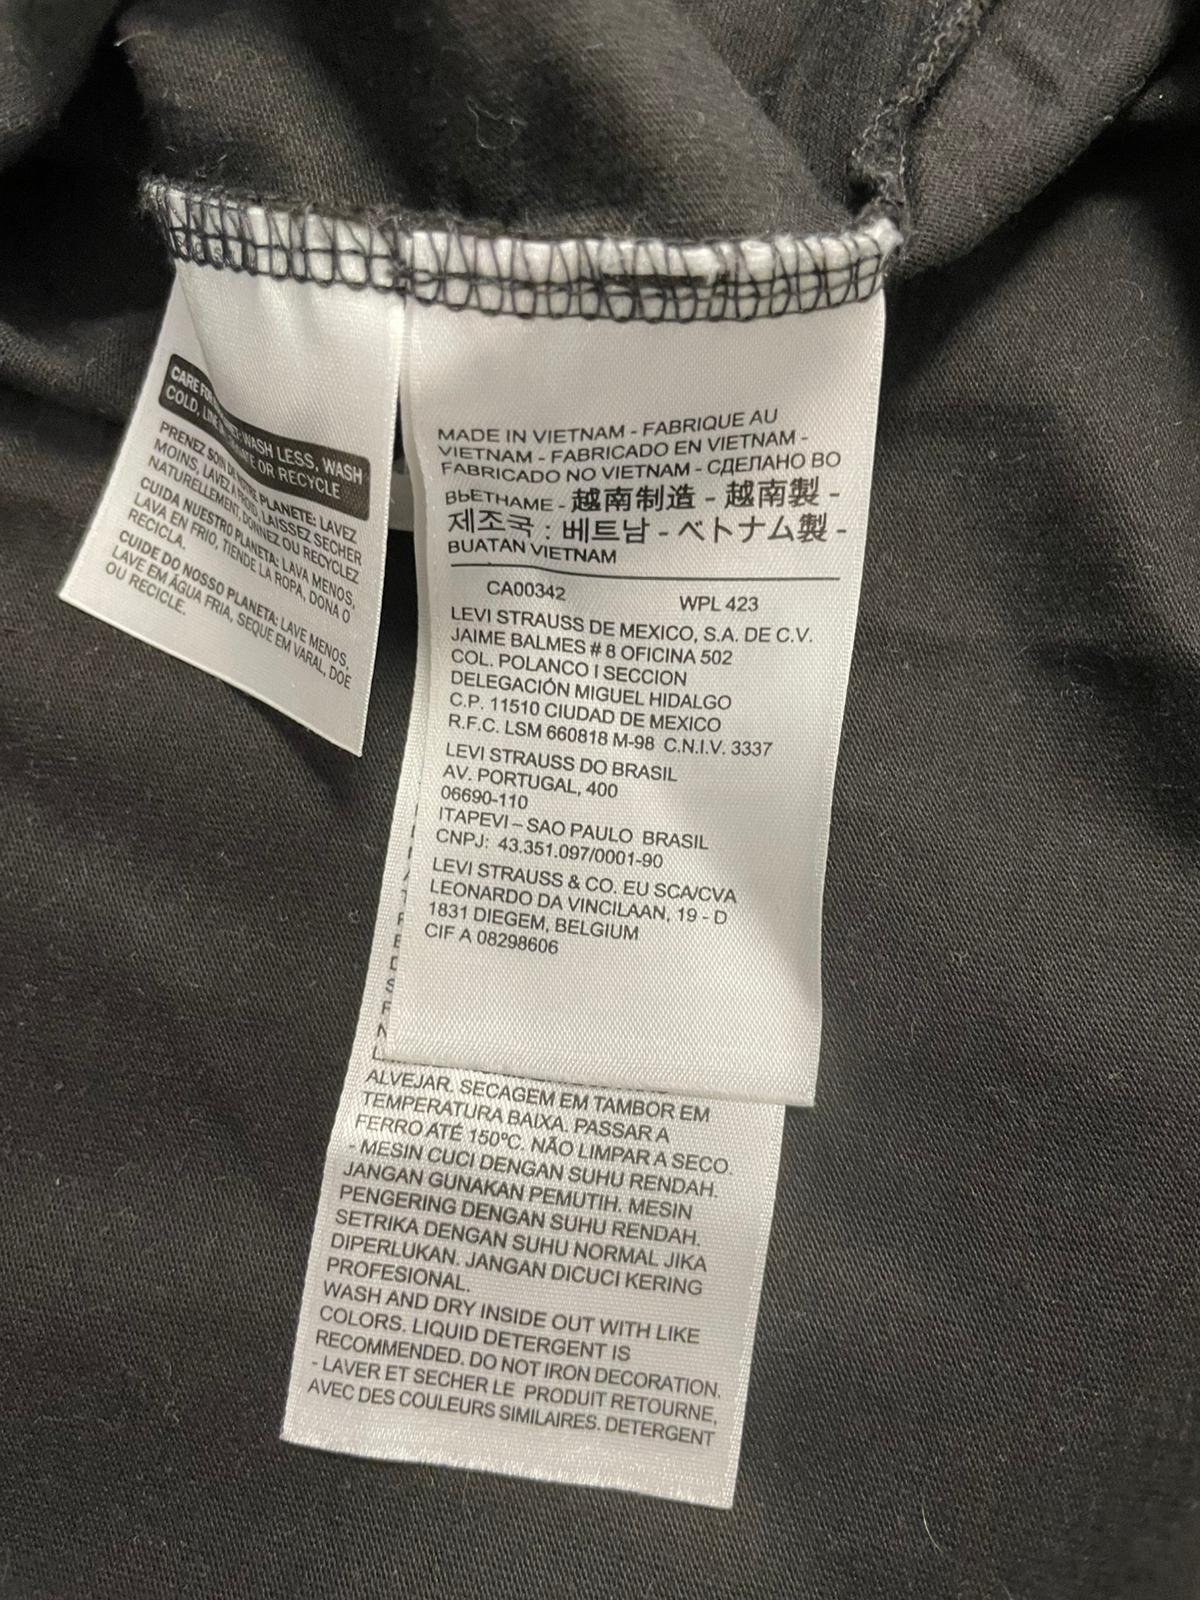 CARE FOR WASH LESS, WASH
COLD, LINE OR RECYCLE
PRENEZ SOIN DE PLANETE: LAVEZ
MOINS, LAVEZ À FROID, LAISSEZ SECHER
NATURELLEMENT, DONNEZ OU RECYCLEZ
CUIDA NUESTRO PLANETA: LAVA MENOS,
LAVA EN FRIO, TIENDE LA ROPA, DONA O
RECICLA.
CUIDE DO NOSSO PLANETA: LAVE MENOS,
LAVE EM ÁGUA FRIA, SEQUE EM VARAL, DOE
OU RECICLE.
MADE IN VIETNAM - FABRIQUE AU
VIETNAM - FABRICADO EN VIETNAM -
FABRICADO NO VIETNAM - СДЕЛАНО ВО
ВЬЕТНАМЕ - 越南制造 - 越南製 -
제조국 : 베트남 - ベトナム製 -
BUATAN VIETNAM
CA00342 WPL 423
LEVI STRAUSS DE MEXICO, S.A. DE C.V.
JAIME BALMES # 8 OFICINA 502
COL. POLANCO I SECCION
DELEGACIÓN MIGUEL HIDALGO
C.P. 11510 CIUDAD DE MEXICO
R.F.C. LSM 660818 M-98 C.N.I.V. 3337
LEVI STRAUSS DO BRASIL
AV. PORTUGAL, 400
06690-110
ITAPEVI – SAO PAULO BRASIL
CNPJ: 43.351.097/0001-90
LEVI STRAUSS & CO. EU SCA/CVA
LEONARDO DA VINCILAAN, 19 - D
1831 DIEGEM, BELGIUM
CIF A 08298606
ALVEJAR. SECAGEM EM TAMBOR EM
TEMPERATURA BAIXA. PASSAR A
FERRO ATÉ 150ºC. NÃO LIMPAR A SECO.
- MESIN CUCI DENGAN SUHU RENDAH.
JANGAN GUNAKAN PEMUTIH. MESIN
PENGERING DENGAN SUHU RENDAH.
SETRIKA DENGAN SUHU NORMAL JIKA
DIPERLUKAN. JANGAN DICUCI KERING
PROFESIONAL.
WASH AND DRY INSIDE OUT WITH LIKE
COLORS. LIQUID DETERGENT IS
RECOMMENDED. DO NOT IRON DECORATION.
- LAVER ET SECHER LE PRODUIT RETOURNE,
AVEC DES COULEURS SIMILAIRES. DETERGENT